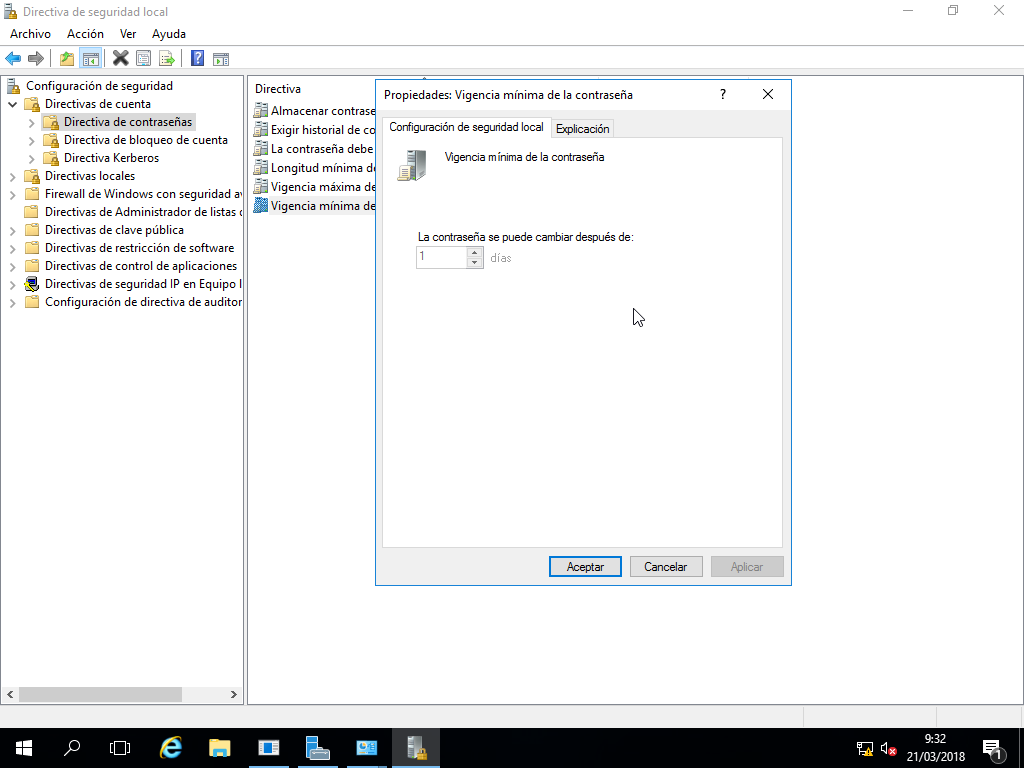 Directiva de seguridad local
Archivo Acción Ver Ayuda
Configuración de seguridad
Directivas de cuenta
Directiva de contraseñas
Directiva de bloqueo de cuenta
Directiva Kerberos
Directivas locales
Firewall de Windows con seguridad av
Directivas de Administrador de listas d
Directivas de clave pública
Directivas de restricción de software
Directivas de control de aplicaciones
Directivas de seguridad IP en Equipo l
Configuración de directiva de auditor
Directiva
Almacenar contrase
Exigir historial de co
La contraseña debe
Longitud mínima de
Vigencia máxima de
Vigencia mínima de
Propiedades: Vigencia mínima de la contraseña
?
Configuración de seguridad local
Explicación
Vigencia mínima de la contraseña
La contraseña se puede cambiar después de:
1 días
Aceptar Cancelar Aplicar
9:32
21/03/2018
1